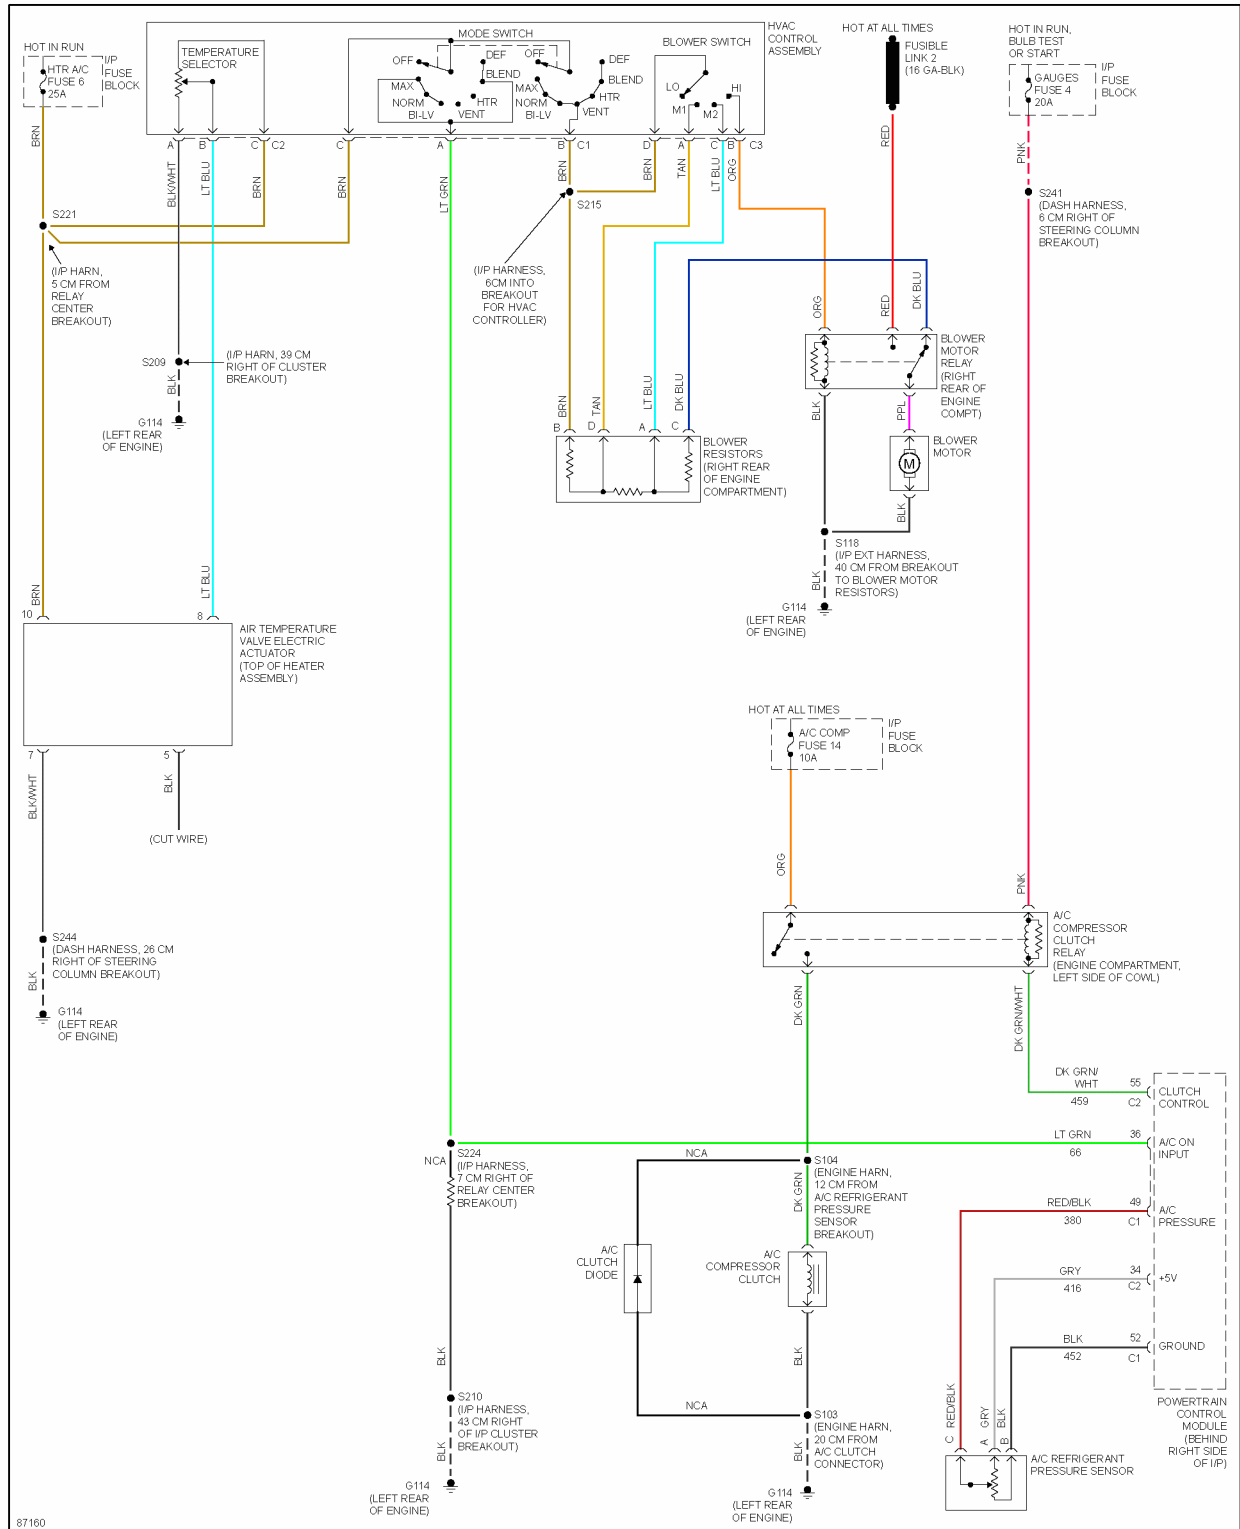 HOT IN RUN
HTR A/C
FUSE 6
25A
I/P
FUSE
BLOCK
TEMPERATURE
SELECTOR
MODE SWITCH
OFF
DEF
BLEND
MAX
NORM
BI-LV
VENT
HTR
OFF
DEF
BLEND
MAX
NORM
BI-LV
VENT
HTR
BLOWER SWITCH
LO
M1
M2
HI
HVAC
CONTROL
ASSEMBLY
HOT AT ALL TIMES
FUSIBLE
LINK 2
(16 GA-BLK)
HOT IN RUN,
BULB TEST
OR START
GAUGES
FUSE 4
20A
I/P
FUSE
BLOCK
A
B
C
C2
C
A
B
C1
D
A
C
B
C3
BRN
BLK/WHT
LT BLU
BRN
BRN
LT GRN
BRN
BRN
TAN
LT BLU
ORG
RED
PNK
S221
(I/P HARN,
5 CM FROM
RELAY
CENTER
BREAKOUT)
S215
(I/P HARNESS,
6CM INTO
BREAKOUT
FOR HVAC
CONTROLLER)
S241
(DASH HARNESS,
6 CM RIGHT OF
STEERING COLUMN
BREAKOUT)
ORG
RED
DK BLU
S209
(I/P HARN, 39 CM
RIGHT OF CLUSTER
BREAKOUT)
BLK
G114
(LEFT REAR
OF ENGINE)
BLOWER
MOTOR
RELAY
(RIGHT
REAR OF
ENGINE
COMPT)
BRN
TAN
LT BLU
DK BLU
B
D
A
C
BLOWER
RESISTORS
(RIGHT REAR
OF ENGINE
COMPARTMENT)
BLK
PPL
BLOWER
MOTOR
M
BLK
S118
(I/P EXT HARNESS,
40 CM FROM BREAKOUT
TO BLOWER MOTOR
RESISTORS)
BLK
G114
(LEFT REAR
OF ENGINE)
BRN
LT BLU
10
8
AIR TEMPERATURE
VALVE ELECTRIC
ACTUATOR
(TOP OF HEATER
ASSEMBLY)
7
5
BLK/WHT
BLK
(CUT WIRE)
HOT AT ALL TIMES
A/C COMP
FUSE 14
10A
I/P
FUSE
BLOCK
ORG
PNK
S244
(DASH HARNESS, 26 CM
RIGHT OF STEERING
COLUMN BREAKOUT)
BLK
G114
(LEFT REAR
OF ENGINE)
A/C
COMPRESSOR
CLUTCH
RELAY
(ENGINE COMPARTMENT,
LEFT SIDE OF COWL)
DK GRN
DK GRN/WHT
DK GRN/
WHT
459
55
C2
CLUTCH
CONTROL
LT GRN
66
36
A/C ON
INPUT
RED/BLK
380
49
C1
A/C
PRESSURE
GRY
416
34
C2
+5V
BLK
452
52
C1
GROUND
POWERTRAIN
CONTROL
MODULE
(BEHIND
RIGHT SIDE
OF I/P)
S224
(I/P HARNESS,
7 CM RIGHT OF
RELAY CENTER
BREAKOUT)
NCA
NCA
S104
(ENGINE HARN,
12 CM FROM
A/C REFRIGERANT
PRESSURE
SENSOR
BREAKOUT)
DK GRN
A/C
CLUTCH
DIODE
A/C
COMPRESSOR
CLUTCH
BLK
BLK
S210
(I/P HARNESS,
43 CM RIGHT
OF I/P CLUSTER
BREAKOUT)
BLK
G114
(LEFT REAR
OF ENGINE)
NCA
S103
(ENGINE HARN,
20 CM FROM
A/C CLUTCH
CONNECTOR)
BLK
G114
(LEFT REAR
OF ENGINE)
RED/BLK
GRY
BLK
C
A
B
A/C REFRIGERANT
PRESSURE SENSOR
87160